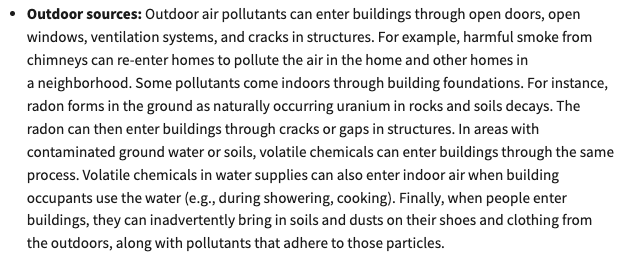 • Outdoor sources: Outdoor air pollutants can enter buildings through open doors, open
windows, ventilation systems, and cracks in structures. For example, harmful smoke from
chimneys can re-enter homes to pollute the air in the home and other homes in
a neighborhood. Some pollutants come indoors through building foundations. For instance,
radon forms in the ground as naturally occurring uranium in rocks and soils decays. The
radon can then enter buildings through cracks or gaps in structures. In areas with
contaminated ground water or soils, volatile chemicals can enter buildings through the same
process. Volatile chemicals in water supplies can also enter indoor air when building
occupants use the water (e.g., during showering, cooking). Finally, when people enter
buildings, they can inadvertently bring in soils and dusts on their shoes and clothing from
the outdoors, along with pollutants that adhere to those particles.